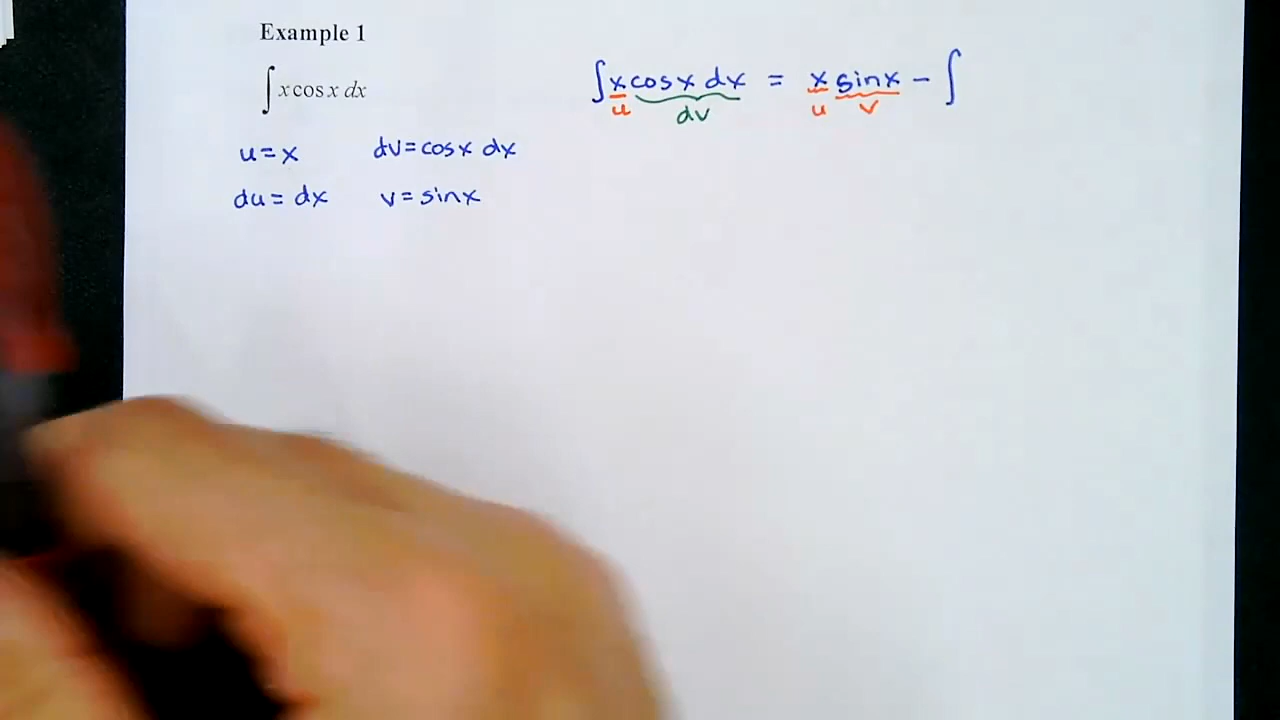 Example 1
∫ x cos x dx
∫ x cos x dx = x sin x − ∫
u dv u v
u = x dv = cos x dx
du = dx v = sin x